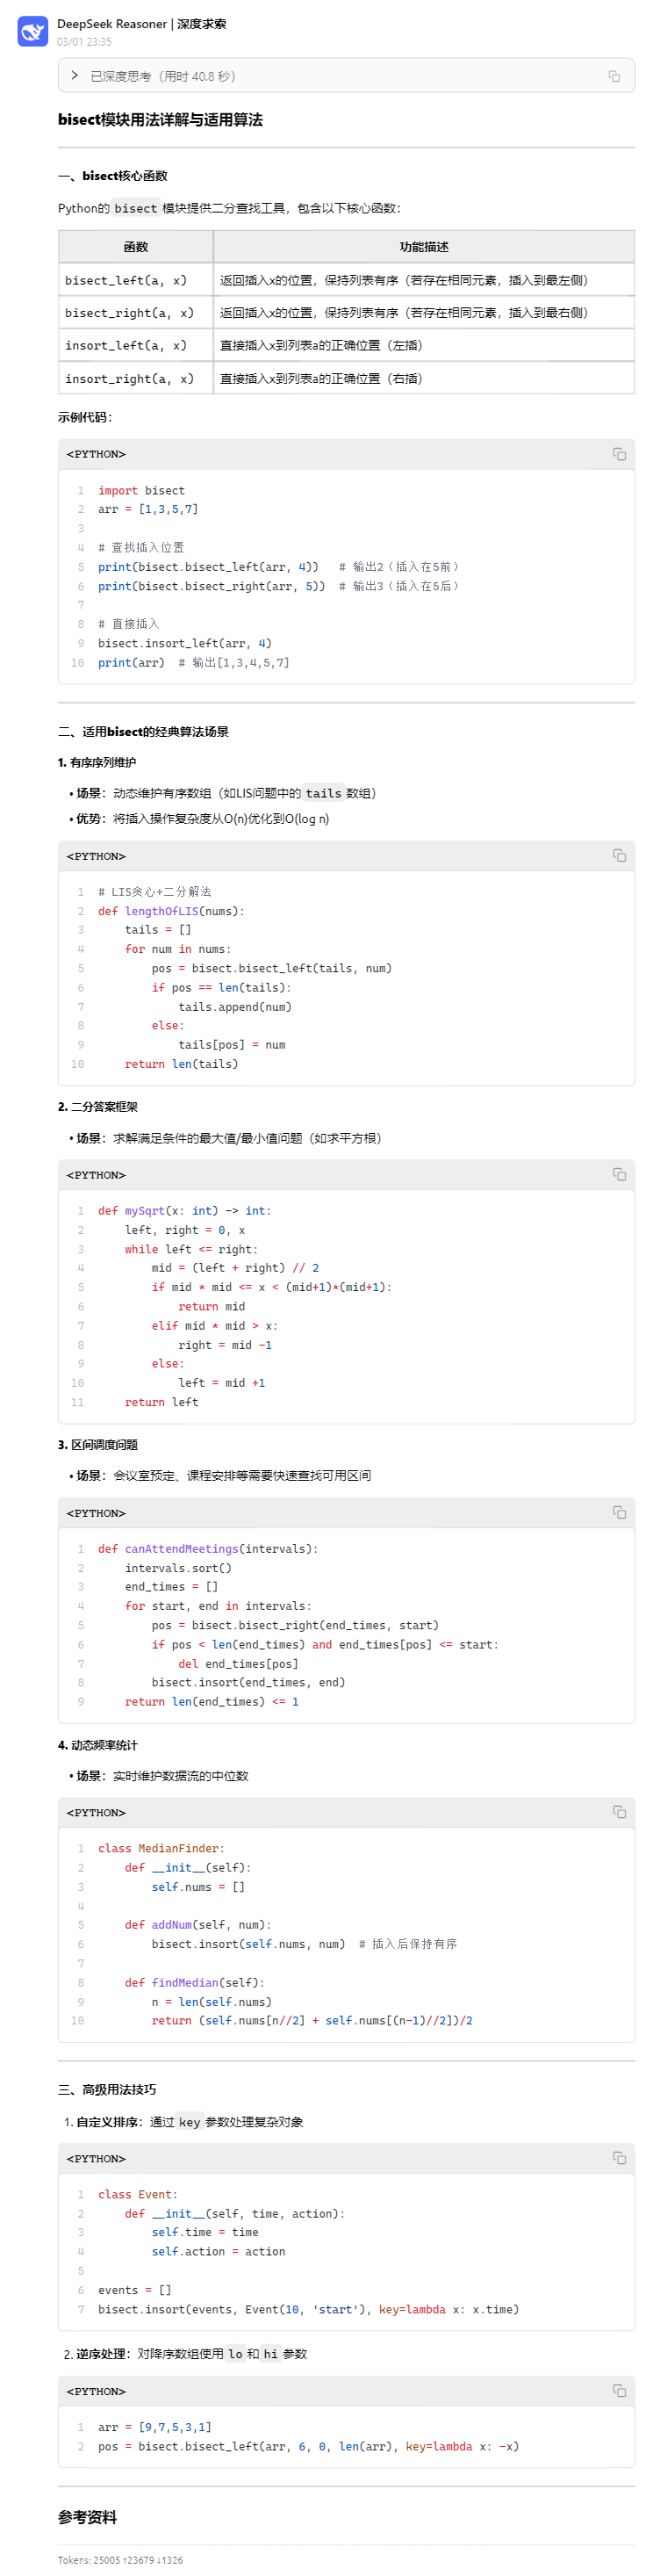 DeepSeek Reasoner | 深度求索
03/01 23:35
已深度思考（用时 40.8 秒）
bisect模块用法详解与适用算法
一、bisect核心函数
Python的 bisect 模块提供二分查找工具，包含以下核心函数：
函数 功能描述
bisect_left(a, x) 返回插入x的位置，保持列表有序（若存在相同元素，插入到最左侧）
bisect_right(a, x) 返回插入x的位置，保持列表有序（若存在相同元素，插入到最右侧）
insort_left(a, x) 直接插入x到列表a的正确位置（左插）
insort_right(a, x) 直接插入x到列表a的正确位置（右插）
示例代码：
<PYTHON>
1 import bisect
2 arr = [1,3,5,7]
3
4 # 查找插入位置
5 print(bisect.bisect_left(arr, 4))   # 输出2（插入在5前）
6 print(bisect.bisect_right(arr, 5))  # 输出3（插入在5后）
7
8 # 直接插入
9 bisect.insort_left(arr, 4)
10 print(arr)  # 输出[1,3,4,5,7]
二、适用bisect的经典算法场景
1. 有序序列维护
• 场景：动态维护有序数组（如LIS问题中的 tails 数组）
• 优势：将插入操作复杂度从O(n)优化到O(log n)
<PYTHON>
1 # LIS贪心+二分解法
2 def lengthOfLIS(nums):
3     tails = []
4     for num in nums:
5         pos = bisect.bisect_left(tails, num)
6         if pos == len(tails):
7             tails.append(num)
8         else:
9             tails[pos] = num
10     return len(tails)
2. 二分答案框架
• 场景：求解满足条件的最大值/最小值问题（如求平方根）
<PYTHON>
1 def mySqrt(x: int) -> int:
2     left, right = 0, x
3     while left <= right:
4         mid = (left + right) // 2
5         if mid * mid <= x < (mid+1)*(mid+1):
6             return mid
7         elif mid * mid > x:
8             right = mid -1
9         else:
10             left = mid +1
11     return left
3. 区间调度问题
• 场景：会议室预定、课程安排等需要快速查找可用区间
<PYTHON>
1 def canAttendMeetings(intervals):
2     intervals.sort()
3     end_times = []
4     for start, end in intervals:
5         pos = bisect.bisect_right(end_times, start)
6         if pos < len(end_times) and end_times[pos] <= start:
7             del end_times[pos]
8         bisect.insort(end_times, end)
9     return len(end_times) <= 1
4. 动态频率统计
• 场景：实时维护数据流的中位数
<PYTHON>
1 class MedianFinder:
2     def __init__(self):
3         self.nums = []
4
5     def addNum(self, num):
6         bisect.insort(self.nums, num)  # 插入后保持有序
7
8     def findMedian(self):
9         n = len(self.nums)
10         return (self.nums[n//2] + self.nums[(n-1)//2])/2
三、高级用法技巧
1. 自定义排序：通过 key 参数处理复杂对象
<PYTHON>
1 class Event:
2     def __init__(self, time, action):
3         self.time = time
4         self.action = action
5
6 events = []
7 bisect.insort(events, Event(10, 'start'), key=lambda x: x.time)
2. 逆序处理：对降序数组使用 lo 和 hi 参数
<PYTHON>
1 arr = [9,7,5,3,1]
2 pos = bisect.bisect_left(arr, 6, 0, len(arr), key=lambda x: -x)
参考资料
Tokens: 25005 ↑23679 ↓1326